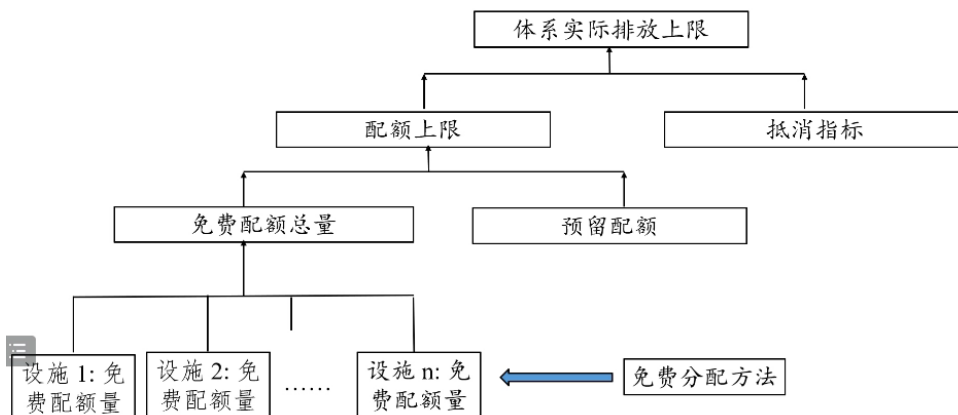 体系实际排放上限
配额上限
抵消指标
免费配额总量
预留配额
设施 1: 免
费配额量
设施 2: 免
费配额量
……
设施 n: 免
费配额量
免费分配方法